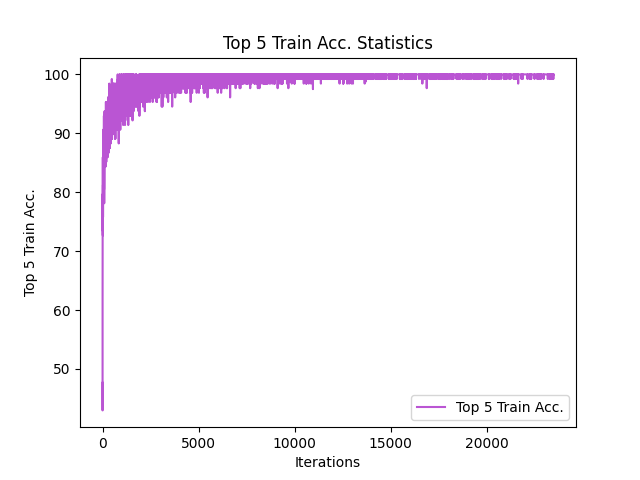 Top 5 Train Acc. Statistics
Top 5 Train Acc.
100
90
80
70
60
50
0
5000
10000
15000
20000
Iterations
Top 5 Train Acc.